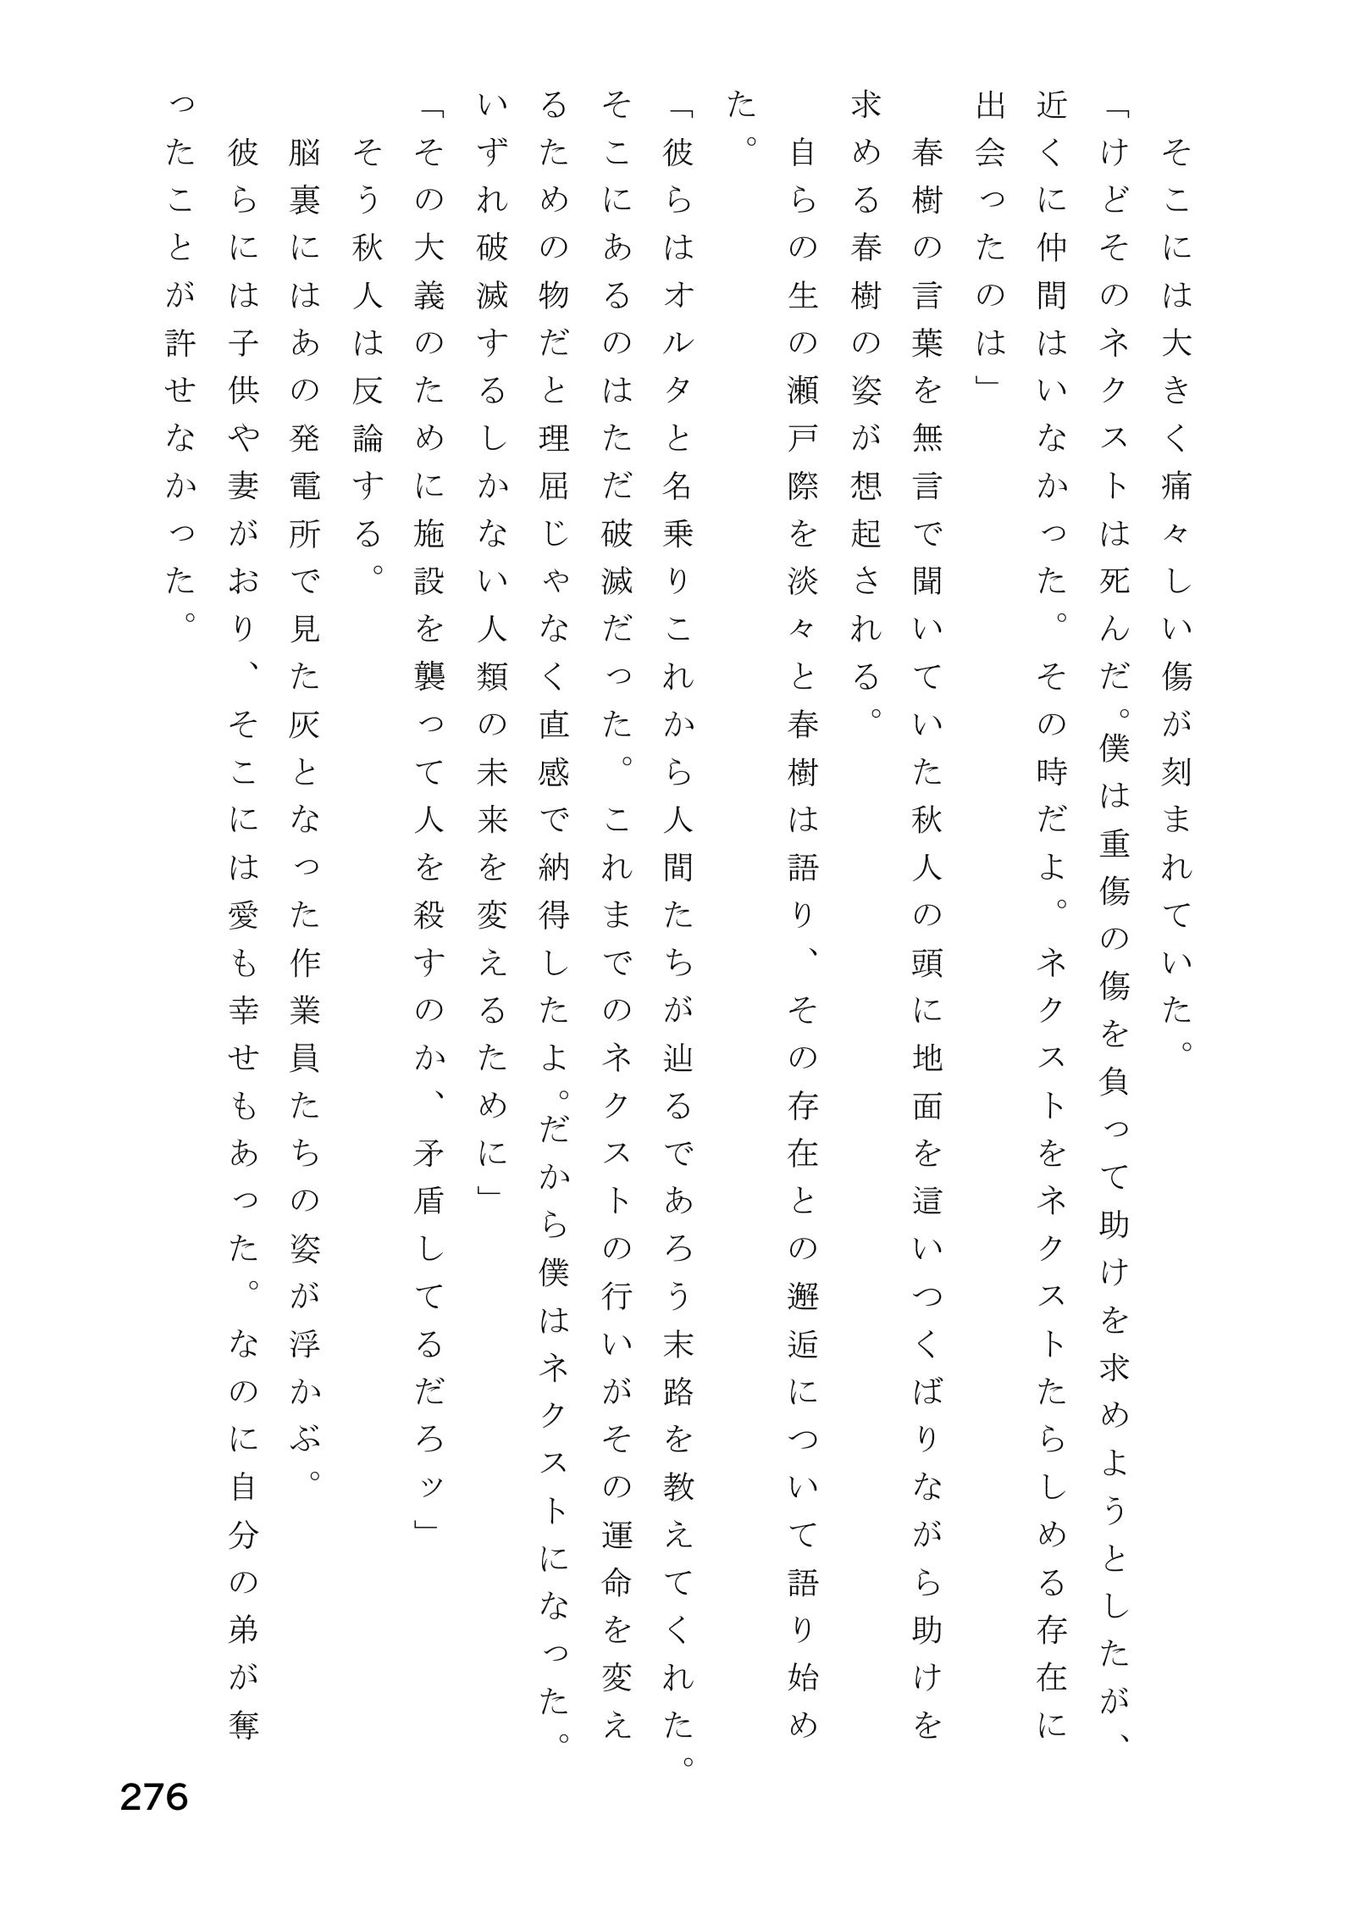 そこには大きく痛々しい傷が刻まれていた。
「けどそのネクストは死んだ。僕は重傷の傷を負って助けを求めようとしたが、
近くに仲間はいなかった。その時だよ。ネクストをネクストたらしめる存在に
出会ったのは」
　春樹の言葉を無言で聞いていた秋人の頭に地面を這いつくばりながら助けを
求める春樹の姿が想起される。
　自らの生の瀬戸際を淡々と春樹は語り、その存在との邂逅について語り始め
た。
「彼らはオルタと名乗りこれから人間たちが辿るであろう末路を教えてくれた。
そこにあるのはただ破滅だった。これまでのネクストの行いがその運命を変え
るための物だと理屈じゃなく直感で納得したよ。だから僕はネクストになった。
いずれ破滅するしかない人類の未来を変えるために」
「その大義のために施設を襲って人を殺すのか、矛盾してるだろッ」
　そう秋人は反論する。
　脳裏にはあの発電所で見た灰となった作業員たちの姿が浮かぶ。
　彼らには子供や妻がおり、そこには愛も幸せもあった。なのに自分の弟が奪
ったことが許せなかった。
276